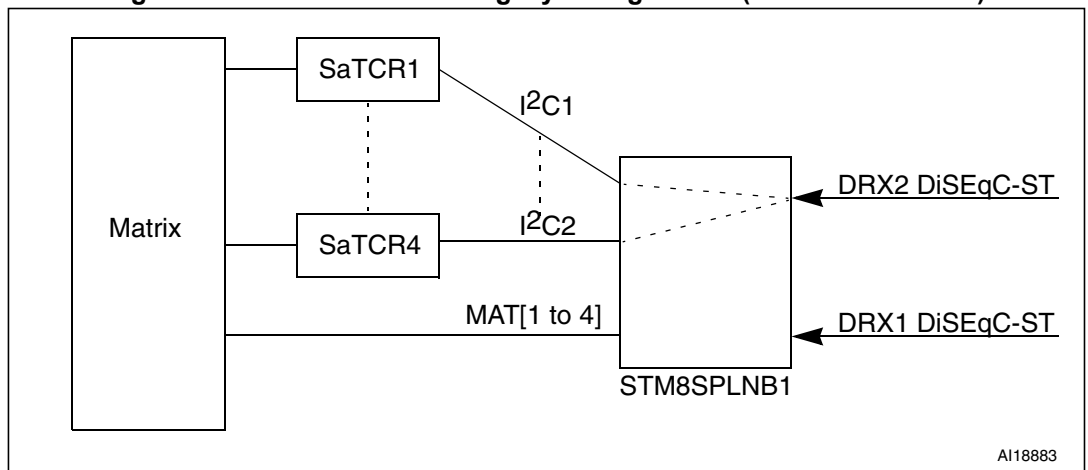 SaTCR1
I2C1
DRX2 DiSEqC-ST
Matrix
I2C2
SaTCR4
MAT[1 to 4]
DRX1 DiSEqC-ST
STM8SPLNB1
AI18883